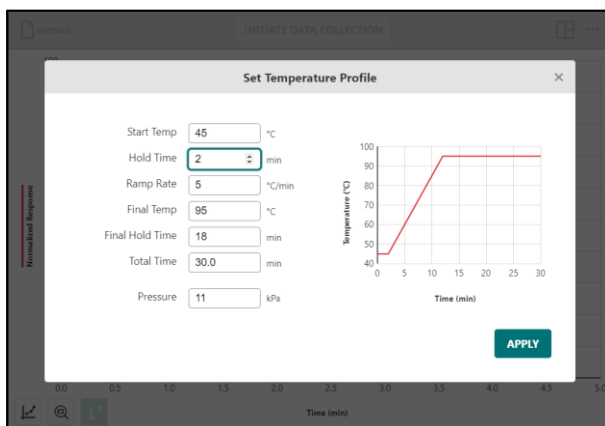 Untitled
INITIATE DATA COLLECTION
100
Set Temperature Profile
Start Temp 45 °C
Hold Time 2 min
Ramp Rate 5 °C/min
Final Temp 95 °C
Final Hold Time 18 min
Total Time 30.0 min
Pressure 11 kPa
Temperature (°C)
100
90
80
70
60
50
40
0 5 10 15 20 25 30
Time (min)
APPLY
Normalized Response
0.0 0.5 1.0 1.5 2.0 2.5 3.0 3.5 4.0 4.5 5.0
Time (min)